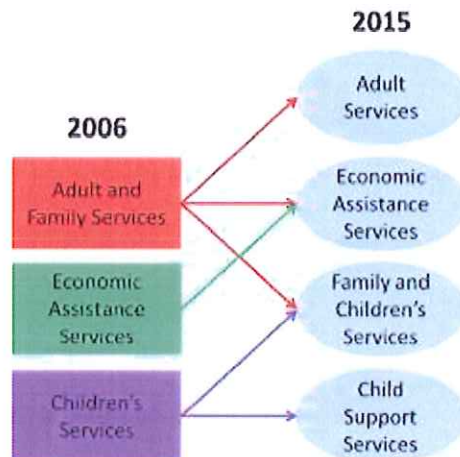 2015
Adult
Services
2006
Adult and
Family Services
Economic
Assistance
Services
Economic
Assistance
Services
Family and
Children's
Services
Children's
Services
Child
Support
Services